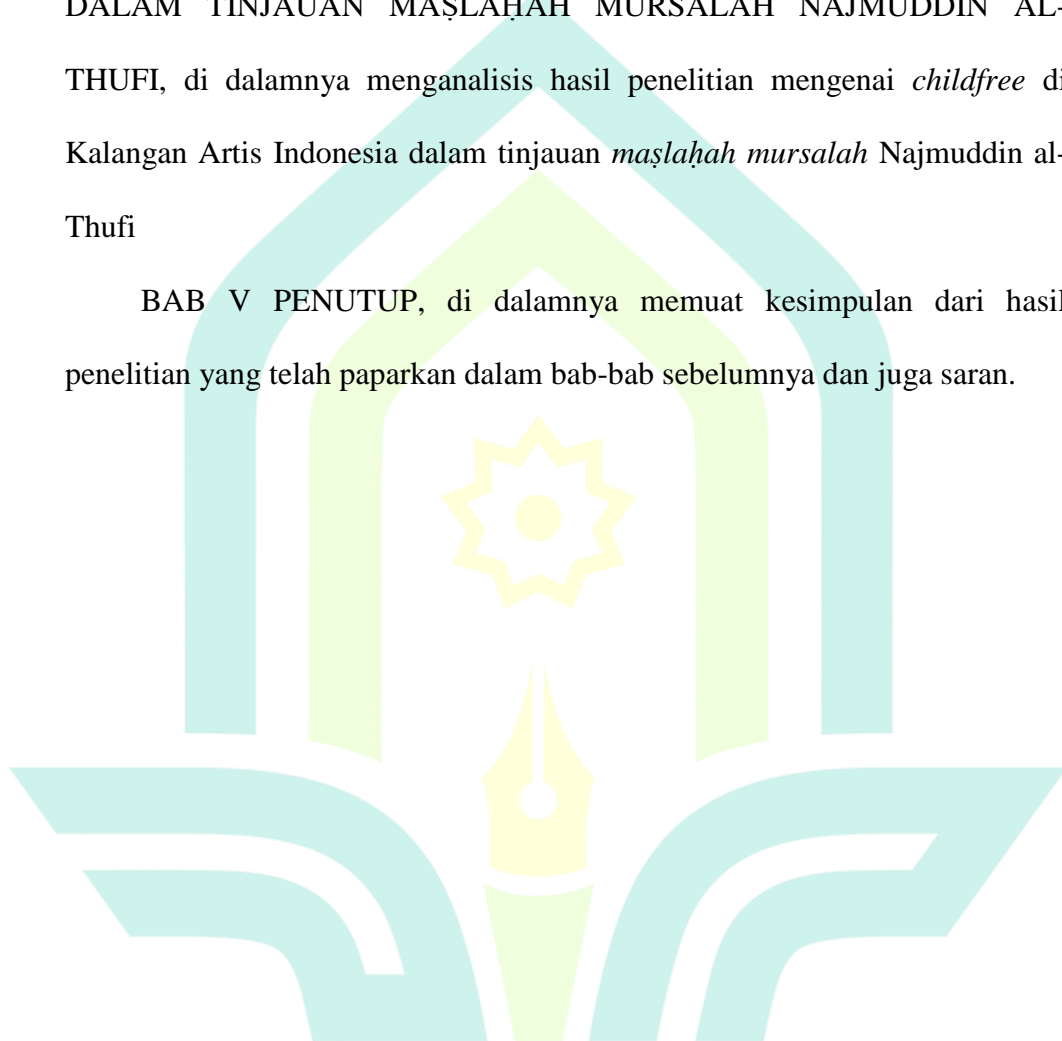 DALAM TINJAUAN MAṢLAḤAH MURSALAH NAJMUDDIN AL-
THUFI, di dalamnya menganalisis hasil penelitian mengenai childfree di
Kalangan Artis Indonesia dalam tinjauan maṣlaḥah mursalah Najmuddin al-
Thufi
BAB V PENUTUP, di dalamnya memuat kesimpulan dari hasil
penelitian yang telah paparkan dalam bab-bab sebelumnya dan juga saran.